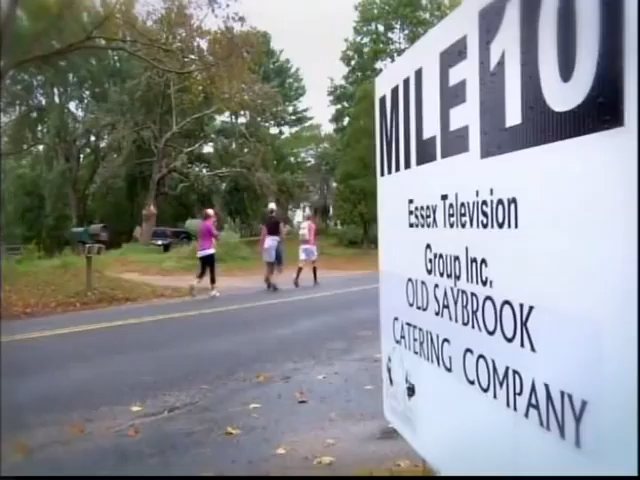 MILE 10
Essex Television
Group Inc.
OLD SAYBROOK
CATERING COMPANY